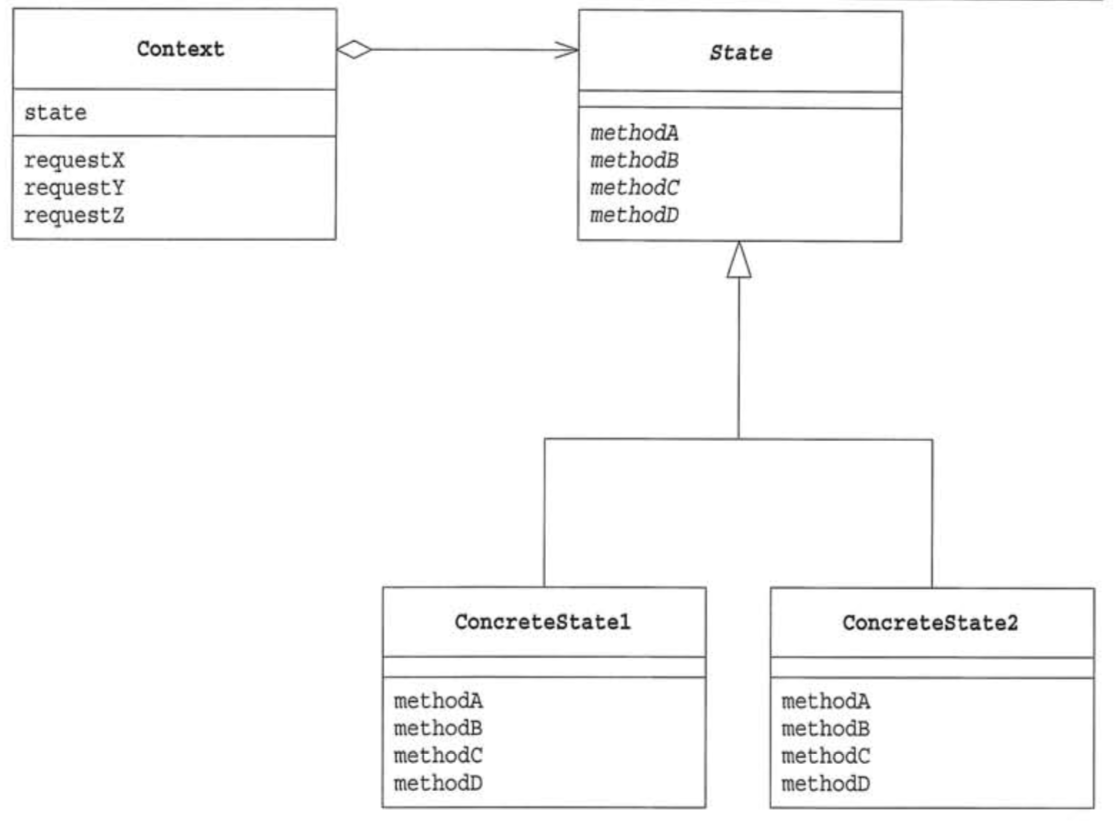 Context
state
requestX
requestY
requestZ
State
methodA
methodB
methodC
methodD
ConcreteState1
methodA
methodB
methodC
methodD
ConcreteState2
methodA
methodB
methodC
methodD